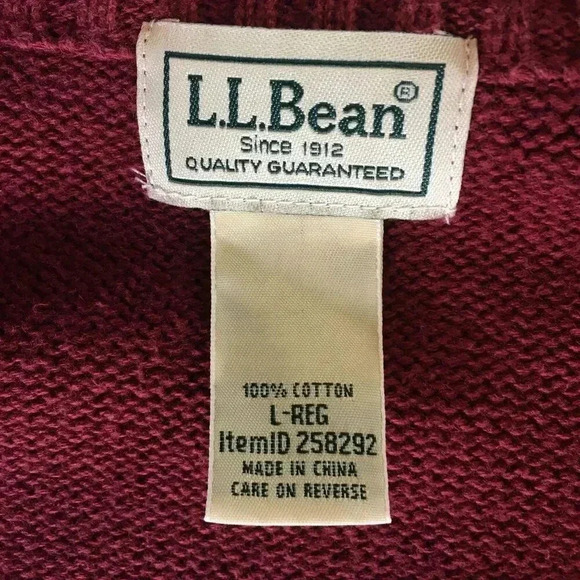 L.L.Bean®
Since 1912
QUALITY GUARANTEED
100% COTTON
L-REG
ItemID 258292
MADE IN CHINA
CARE ON REVERSE